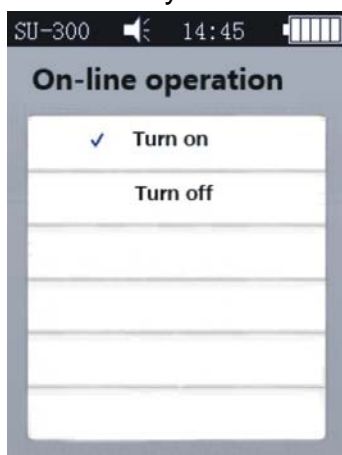 SU-300 14:45
On-line operation
✓ Turn on
Turn off